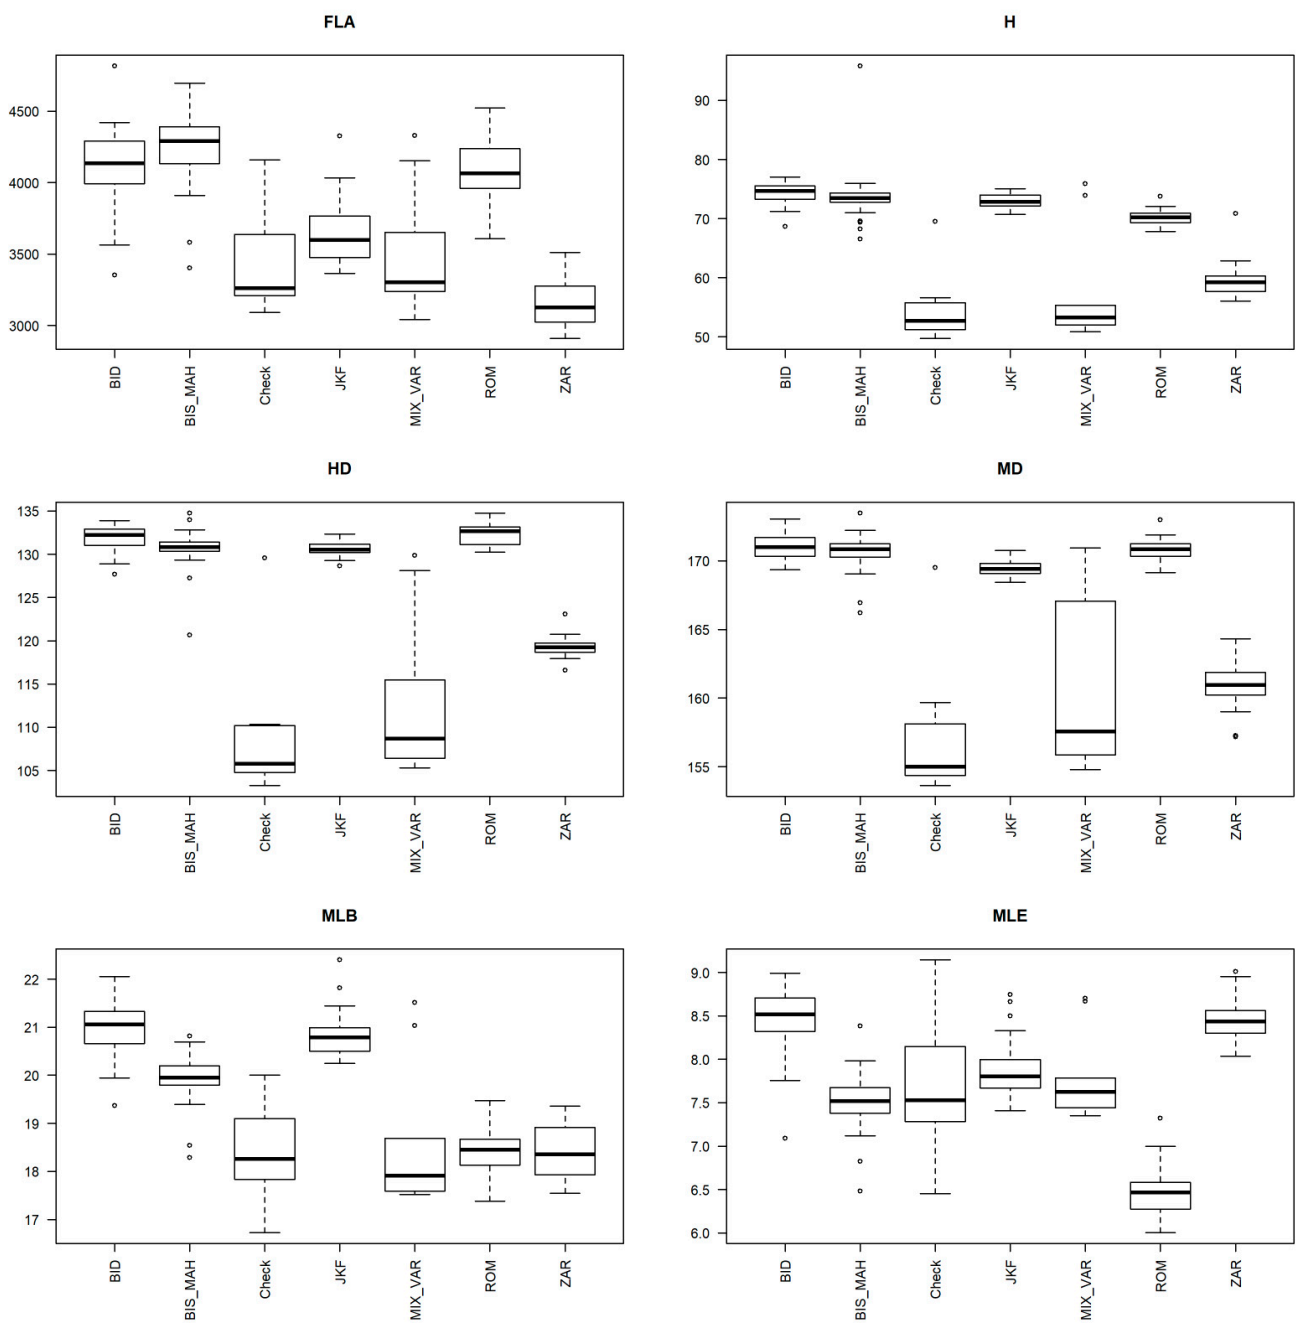 FLA
4500
4000
3500
3000
BID BIS_MAH Check JKF MIX_VAR ROM ZAR
H
90
80
70
60
50
BID BIS_MAH Check JKF MIX_VAR ROM ZAR
HD
135
130
125
120
115
110
105
BID BIS_MAH Check JKF MIX_VAR ROM ZAR
MD
170
165
160
155
BID BIS_MAH Check JKF MIX_VAR ROM ZAR
MLB
22
21
20
19
18
17
BID BIS_MAH Check JKF MIX_VAR ROM ZAR
MLE
9.0
8.5
8.0
7.5
7.0
6.5
6.0
BID BIS_MAH Check JKF MIX_VAR ROM ZAR